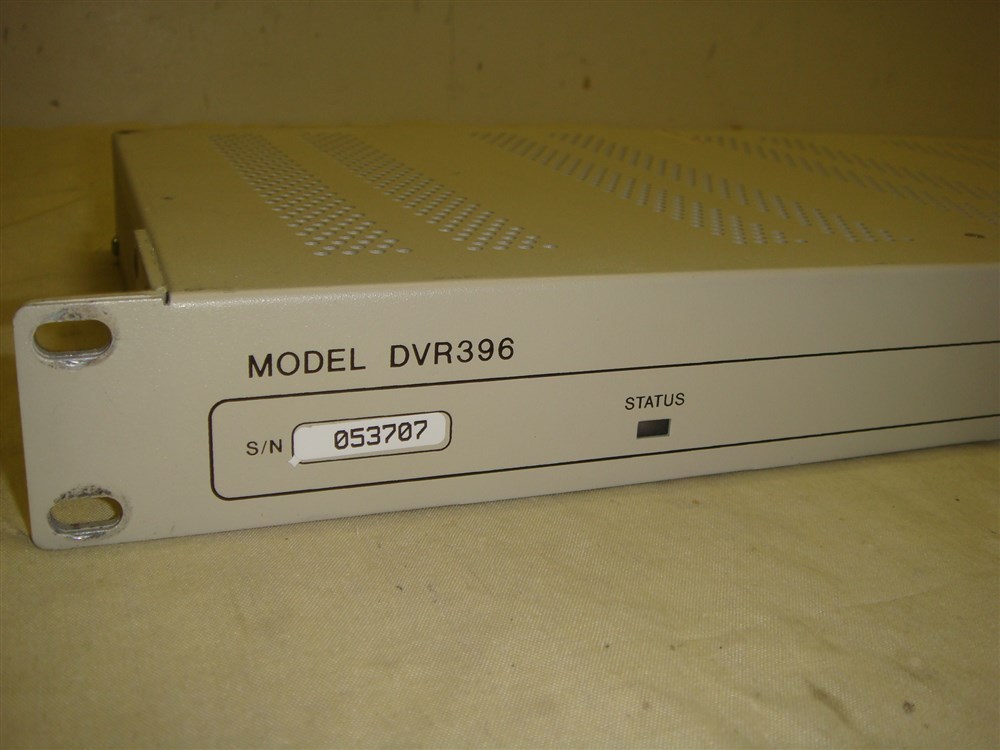 MODEL DVR396
S/N 053707
STATUS